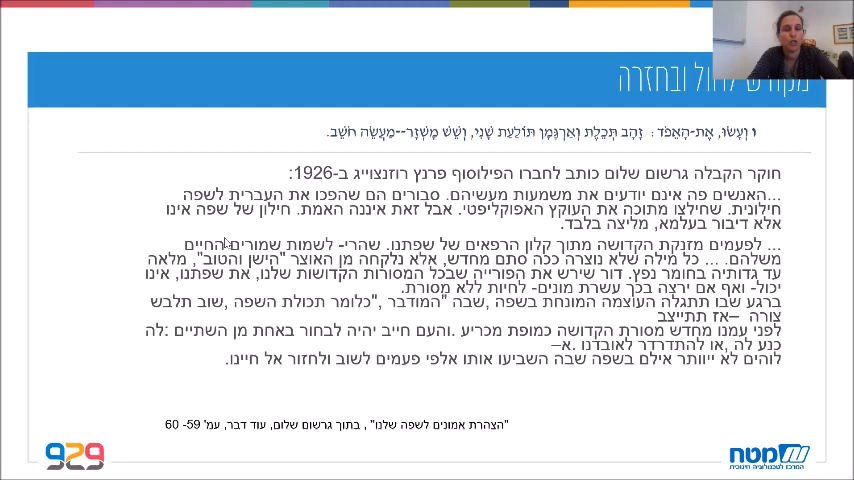 מקודש לחול ובחזרה
ו וְעָשׂוּ, אֶת-הָאֵפֹד: זָהָב תְּכֵלֶת וְאַרְגָּמָן תּוֹלַעַת שָׁנִי, וְשֵׁשׁ מָשְׁזָר--מַעֲשֵׂה חֹשֵׁב.
חוקר הקבלה גרשום שלום כותב לחברו הפילוסוף פרנץ רוזנצוייג ב-1926:
...האנשים פה אינם יודעים את משמעות מעשיהם. סבורים הם שהפכו את העברית לשפה
חילונית. שחילצו מתוכה את העוקץ האפוקליפטי. אבל זאת איננה האמת. חילון של שפה אינו
אלא דיבור בעלמא, מליצה בלבד.
... לפעמים מזנקת הקדושה מתוך קלון הרפאים של שפתנו. שהרי- לשמות שמורים החיים
משלהם. ... כל מילה שלא נוצרה ככה סתם מחדש, אלא נלקחה מן האוצר "הישן והטוב", מלאה
עד גדותיה בחומר נפץ. דור שירש את הפורייה שבכל המסורות הקדושות שלנו, את שפתנו, אינו
יכול- ואף אם ירצה בכך עשרת מונים- לחיות ללא מסורת.
ברגע שבו תתגלה העוצמה המונחת בשפה, שבה "המודבר ,"כלומר תכולת השפה ,שוב תלבש
צורה –אז תתייצב
לפני עמנו מחדש מסורת הקדושה כמופת מכריע .והעם חייב יהיה לבחור באחת מן השתיים :לה
כנע לה ,או להתדרדר לאובדנו .א–
לוהים לא ייוותר אילם בשפה שבה השביעו אותו אלפי פעמים לשוב ולחזור אל חיינו.
"הצהרת אמונים לשפה שלנו" , בתוך גרשום שלום, עוד דבר, עמ' 59- 60
929
מטח
המרכז לטכנולוגיה חינוכית